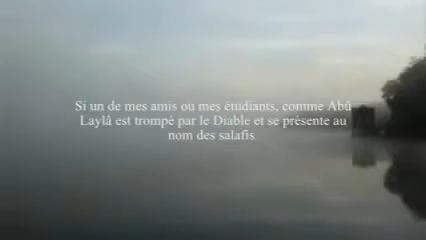 Si un de mes amis ou mes étudiants, comme Abû
Laylâ est trompé par le Diable et se présente au
nom des salafis